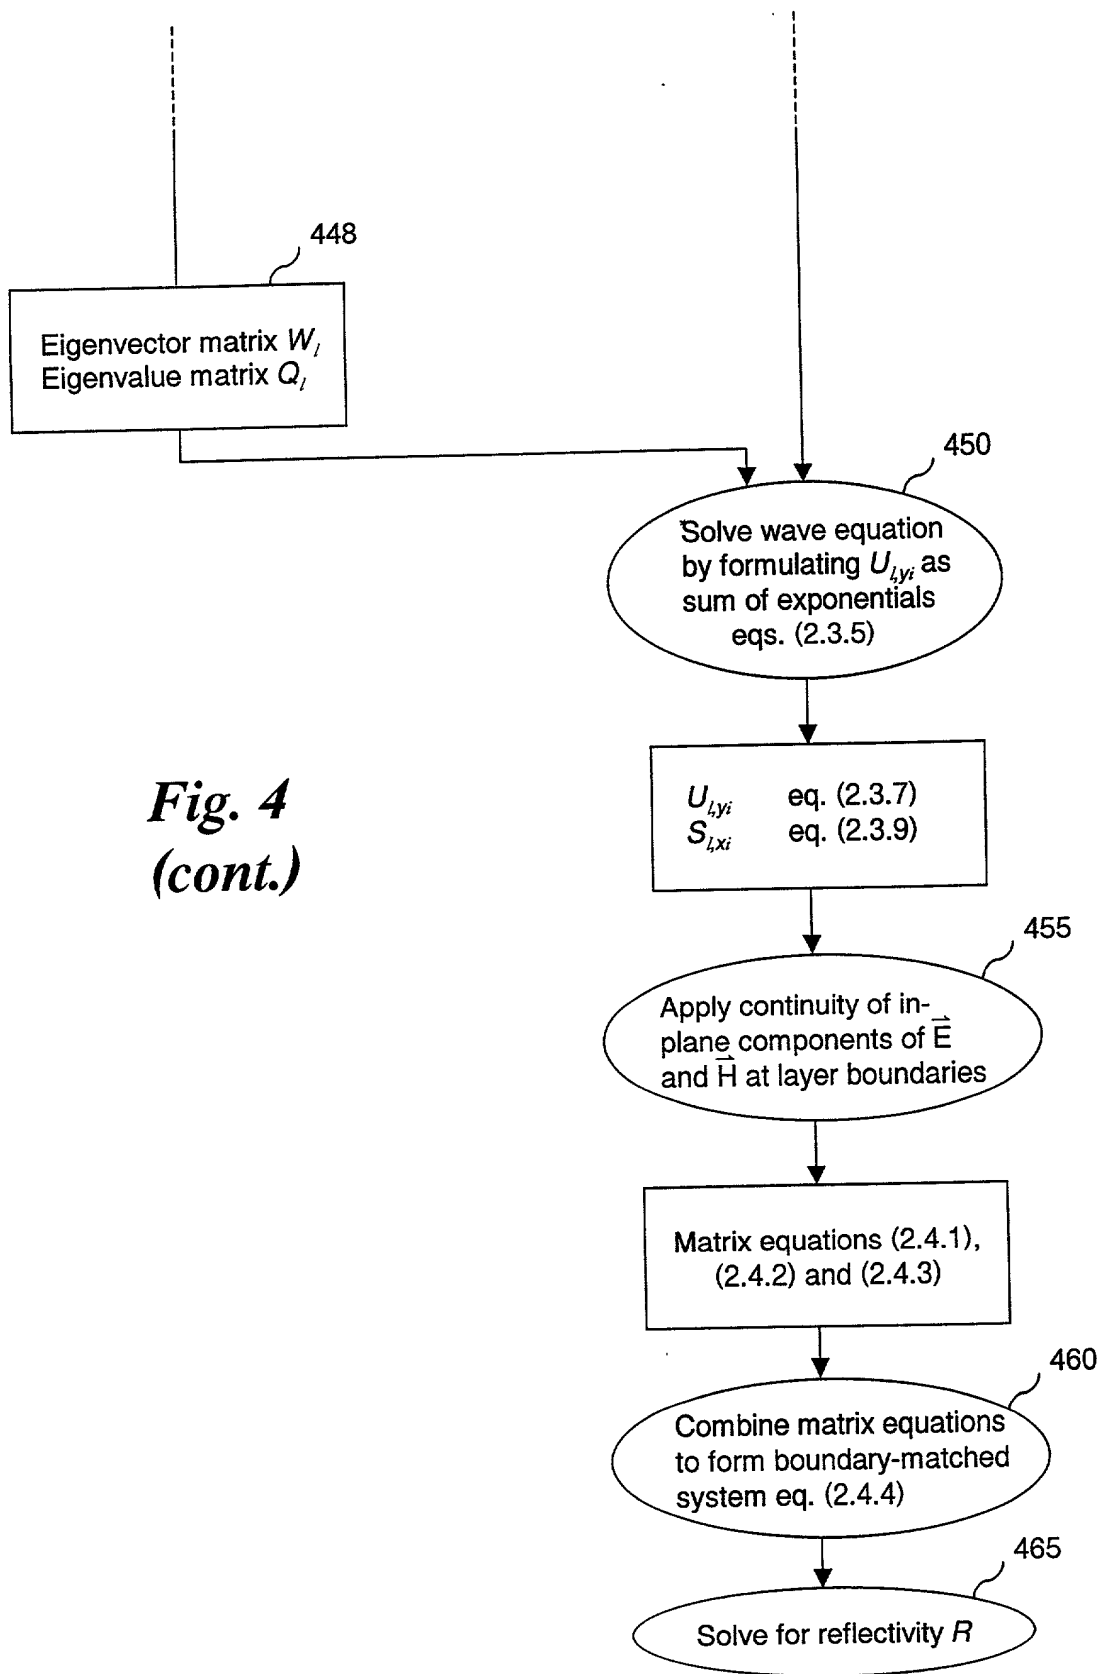 448
Eigenvector matrix W_l
Eigenvalue matrix Q_l
450
Solve wave equation
by formulating U_l,yi as
sum of exponentials
eqs. (2.3.5)
Fig. 4
(cont.)
U_l,yi eq. (2.3.7)
S_l,xi eq. (2.3.9)
455
Apply continuity of in-
plane components of E⃗
and H⃗ at layer boundaries
Matrix equations (2.4.1),
(2.4.2) and (2.4.3)
460
Combine matrix equations
to form boundary-matched
system eq. (2.4.4)
465
Solve for reflectivity R